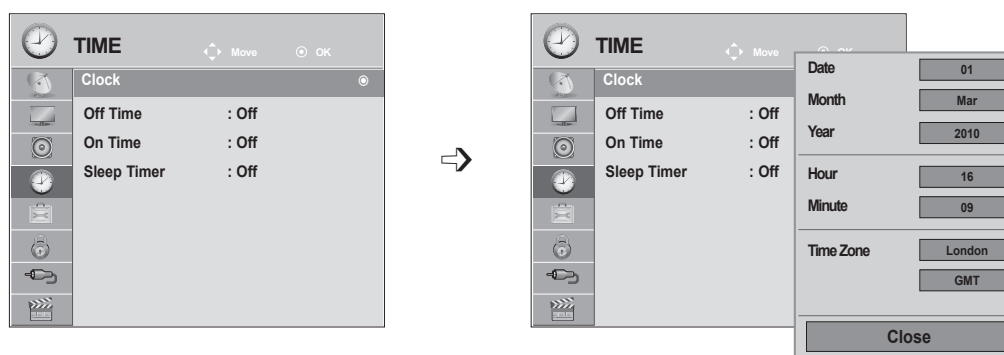 TIME
Move OK
Clock
Off Time : Off
On Time : Off
Sleep Timer : Off
TIME
Move
Clock
Off Time : Off
On Time : Off
Sleep Timer : Off
Date 01
Month Mar
Year 2010
Hour 16
Minute 09
Time Zone London
GMT
Close